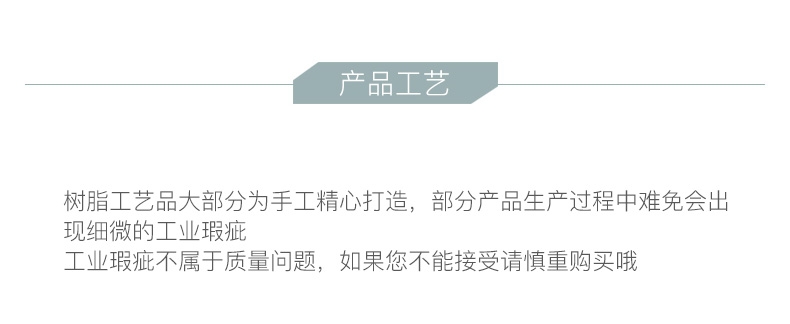 产品工艺
树脂工艺品大部分为手工精心打造，部分产品生产过程中难免会出
现细微的工业瑕疵
工业瑕疵不属于质量问题，如果您不能接受请慎重购买哦